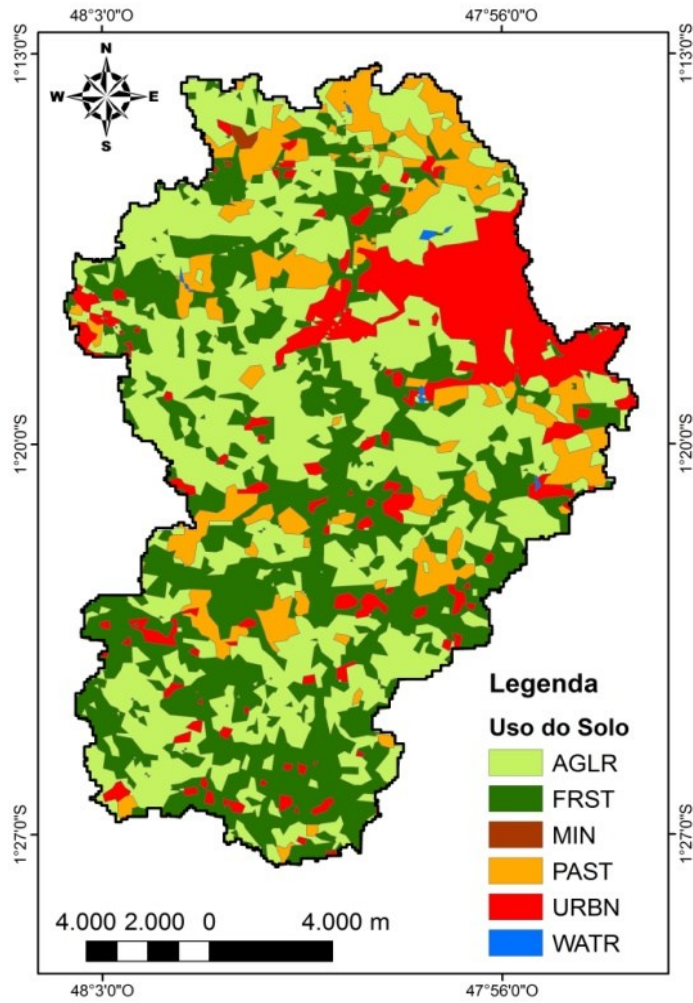 48°3'0"O 47°56'0"O
1°13'0"S 1°13'0"S
N
W E
S
1°20'0"S 1°20'0"S
Legenda
Uso do Solo
AGLR
FRST
MIN
PAST
URBN
WATR
1°27'0"S 1°27'0"S
4.000 2.000 0 4.000 m
48°3'0"O 47°56'0"O